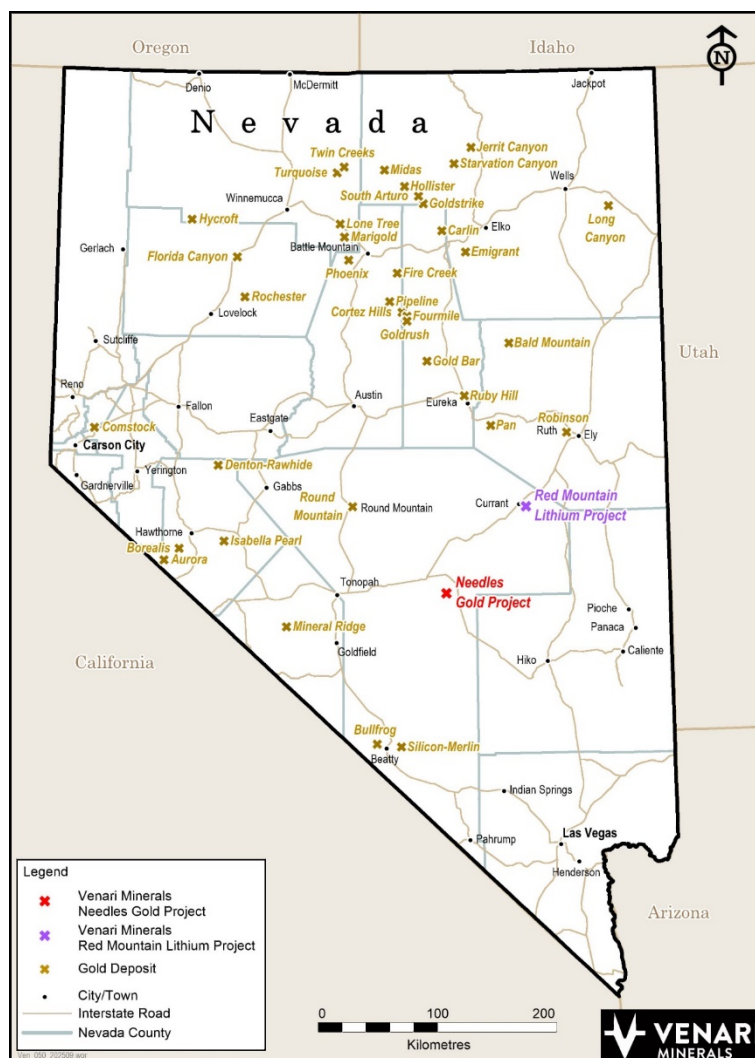 Oregon
Idaho
N
Denio
McDermitt
Jackpot
Nevada
Twin Creeks
Turquoise
Midas
Jerrit Canyon
Starvation Canyon
Hollister
South Arturo
Goldstrike
Wells
Long
Canyon
Winnemucca
Hycroft
Lone Tree
Marigold
Carlin
Elko
Gerlach
Battle Mountain
Emigrant
Florida Canyon
Phoenix
Fire Creek
Rochester
Pipeline
Cortez Hills
Fourmile
Goldrush
Lovelock
Sutcliffe
Bald Mountain
Utah
Gold Bar
Reno
Fallon
Austin
Eureka
Ruby Hill
Comstock
Eastgate
Pan
Robinson
Ruth
Ely
Carson City
Yerington
Denton-Rawhide
Gardnerville
Gabbs
Round
Mountain
Round Mountain
Currant
Red Mountain
Lithium Project
Hawthorne
Borealis
Aurora
Isabella Pearl
Tonopah
Needles
Gold Project
Pioche
Panaca
Caliente
Mineral Ridge
Goldfield
Hiko
California
Bullfrog
Beatty
Silicon-Merlin
Indian Springs
Pahrump
Las Vegas
Henderson
Arizona
Legend
Venari Minerals
Needles Gold Project
Venari Minerals
Red Mountain Lithium Project
Gold Deposit
City/Town
Interstate Road
Nevada County
0 100 200
Kilometres
VENAR
MINERALS
Ven_050_202509.wor